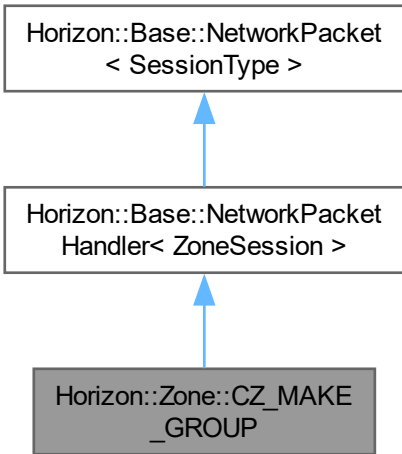 Horizon::Base::NetworkPacket
< SessionType >
Horizon::Base::NetworkPacket
Handler< ZoneSession >
Horizon::Zone::CZ_MAKE
_GROUP